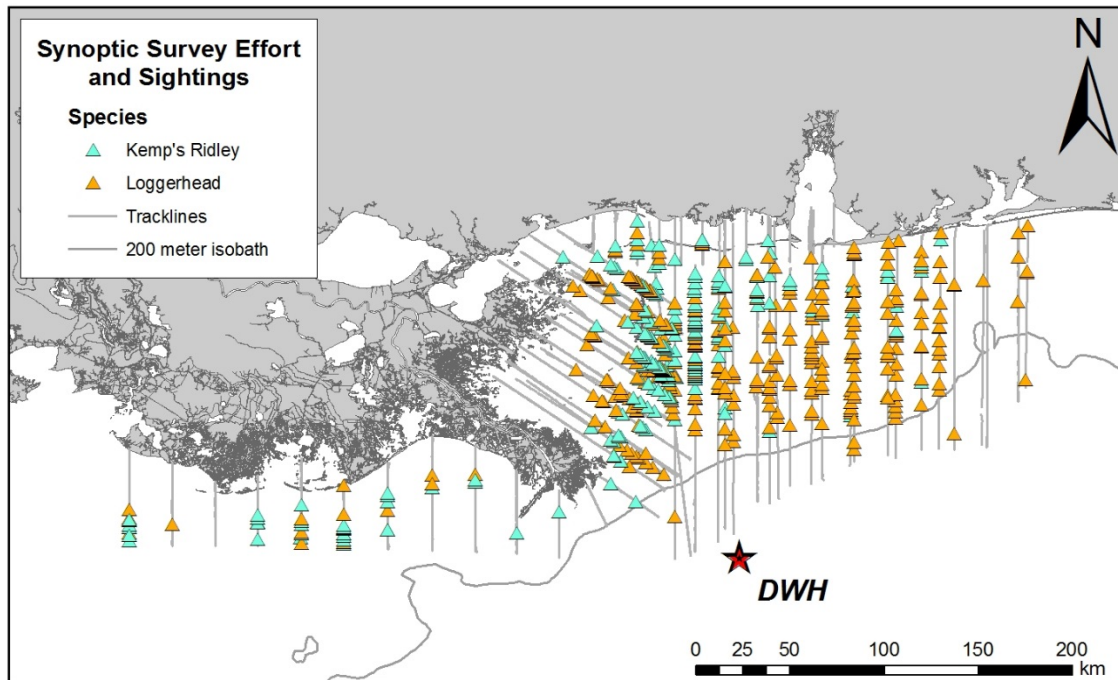 Synoptic Survey Effort
and Sightings
Species
Kemp's Ridley
Loggerhead
Tracklines
200 meter isobath
N
DWH
0 25 50 100 150 200
km